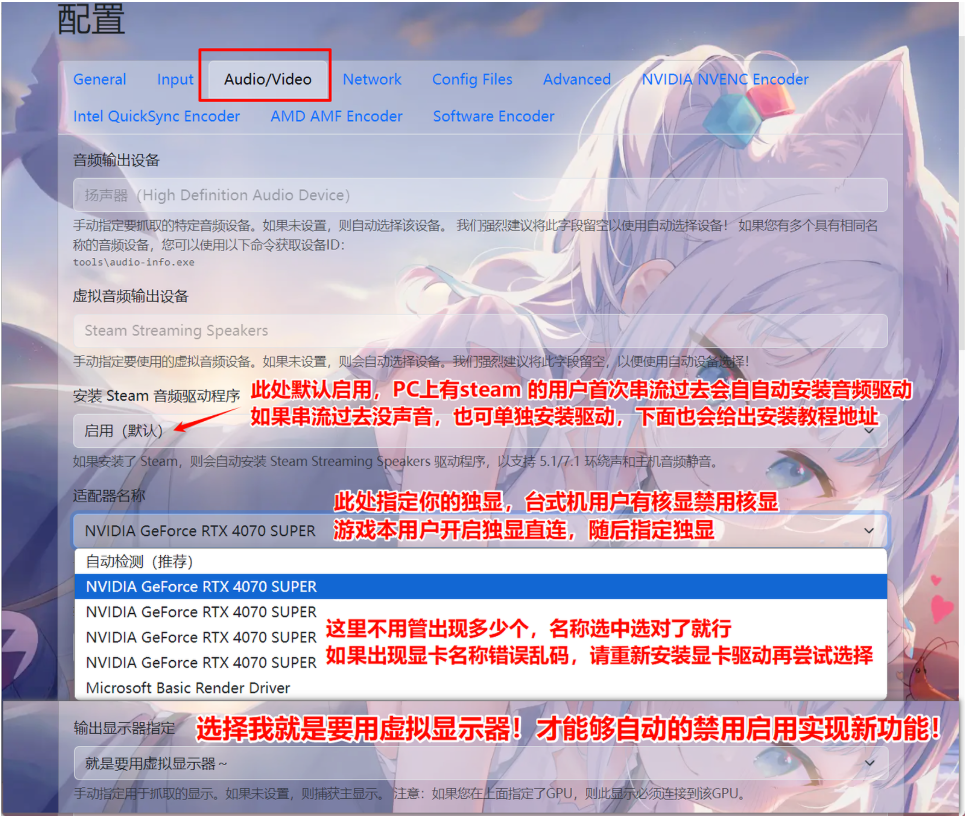 配置
General Input Audio/Video Network Config Files Advanced NVIDIA NVENC Encoder
Intel QuickSync Encoder AMD AMF Encoder Software Encoder
音频输出设备
扬声器（High Definition Audio Device）
手动指定要抓取的特定音频设备。如果未设置，则自动选择该设备。 我们强烈建议将此字段留空以使用自动选择设备！ 如果您有多个具有相同名
称的音频设备，您可以使用以下命令获取设备ID：
tools\audio-info.exe
虚拟音频输出设备
Steam Streaming Speakers
手动指定要使用的虚拟音频设备。如果未设置，则会自动选择设备。我们强烈建议将此字段留空，以便使用自动设备选择！
安装 Steam 音频驱动程序
此处默认启用，PC上有steam 的用户首次串流过去会自自动安装音频驱动
如果串流过去没声音，也可单独安装驱动，下面也会给出安装教程地址
启用（默认）
如果安装了 Steam，则会自动安装 Steam Streaming Speakers 驱动程序，以支持 5.1/7.1 环绕声和主机音频静音。
适配器名称
此处指定你的独显，台式机用户有核显禁用核显
游戏本用户开启独显直连，随后指定独显
NVIDIA GeForce RTX 4070 SUPER
自动检测（推荐）
NVIDIA GeForce RTX 4070 SUPER
NVIDIA GeForce RTX 4070 SUPER
NVIDIA GeForce RTX 4070 SUPER
NVIDIA GeForce RTX 4070 SUPER
这里不用管出现多少个，名称选中选对了就行
如果出现显卡名称错误乱码，请重新安装显卡驱动再尝试选择
Microsoft Basic Render Driver
输出显示器指定
选择我就是要用虚拟显示器！才能够自动的禁用启用实现新功能！
就是要用虚拟显示器～
手动指定用于抓取的显示。如果未设置，则捕获主显示。 注意：如果您在上面指定了GPU，则此显示必须连接到该GPU。